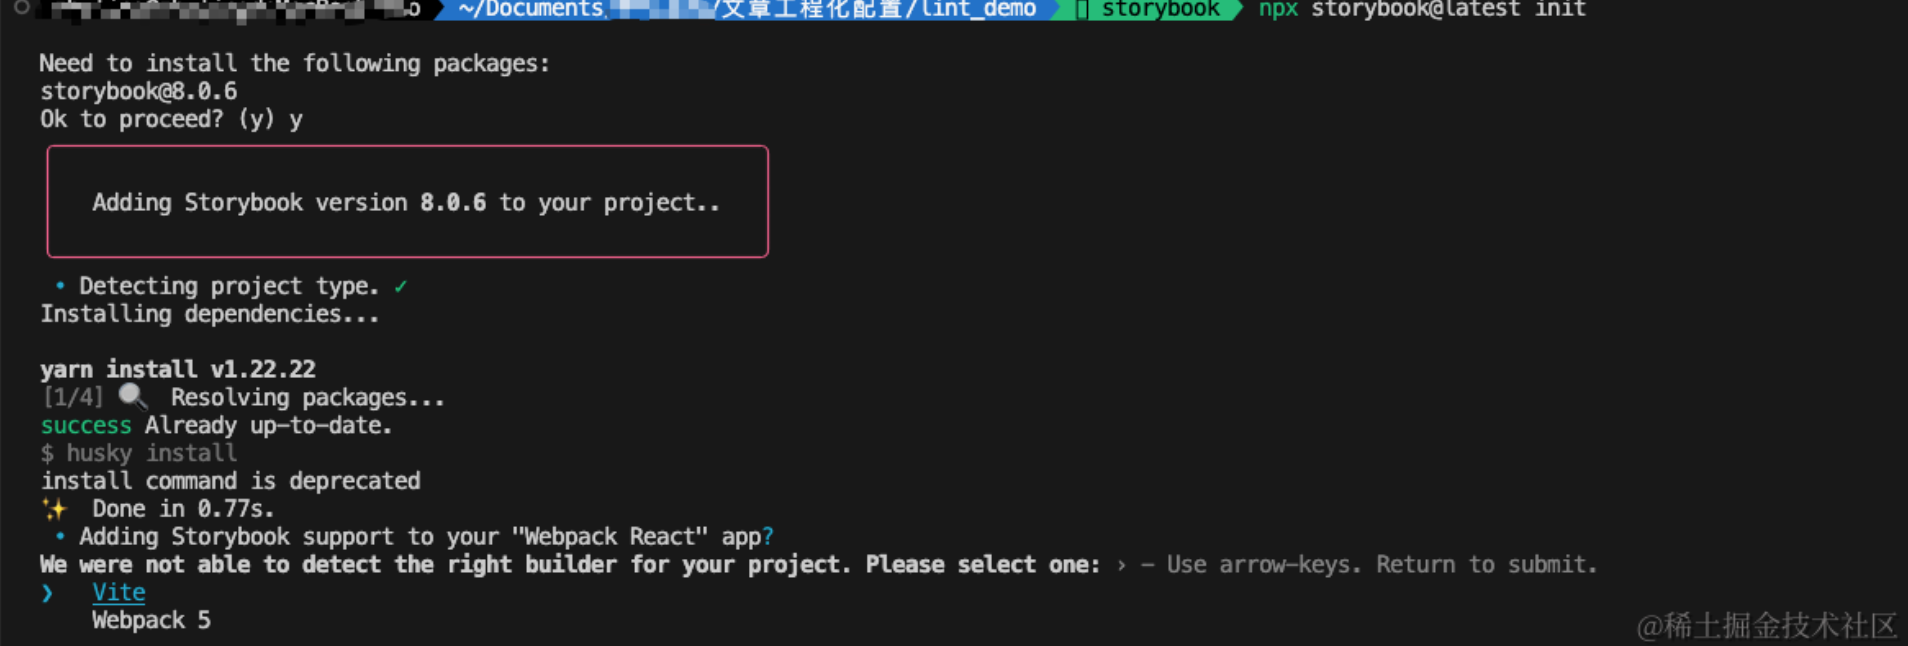 ~/Documents/ /文章工程化配置/lint_demo storybook npx storybook@latest init
Need to install the following packages:
storybook@8.0.6
Ok to proceed? (y) y
Adding Storybook version 8.0.6 to your project..
• Detecting project type. ✓
Installing dependencies...
yarn install v1.22.22
[1/4] 🔍 Resolving packages...
success Already up-to-date.
$ husky install
install command is deprecated
✨ Done in 0.77s.
• Adding Storybook support to your "Webpack React" app?
We were not able to detect the right builder for your project. Please select one: › - Use arrow-keys. Return to submit.
❯ Vite
Webpack 5
@稀土掘金技术社区